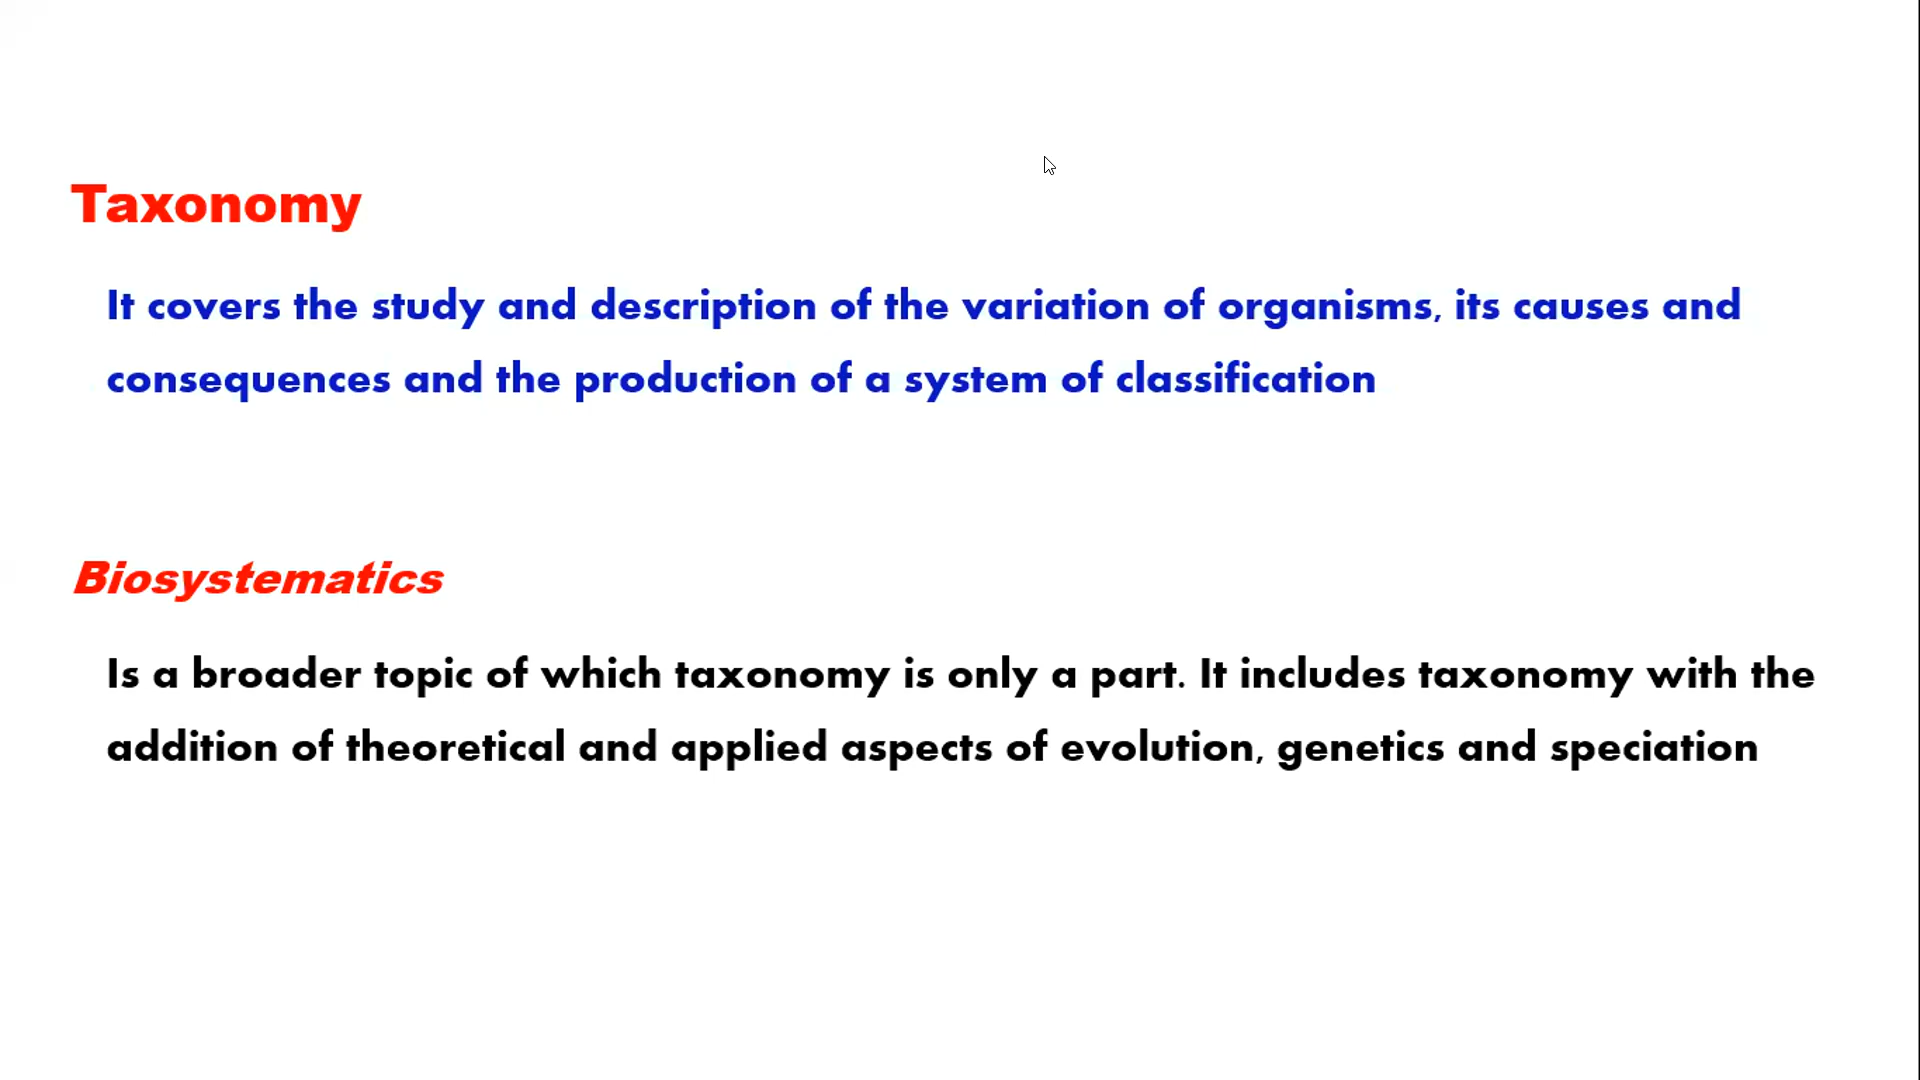 Taxonomy
It covers the study and description of the variation of organisms, its causes and
consequences and the production of a system of classification
Biosystematics
Is a broader topic of which taxonomy is only a part. It includes taxonomy with the
addition of theoretical and applied aspects of evolution, genetics and speciation